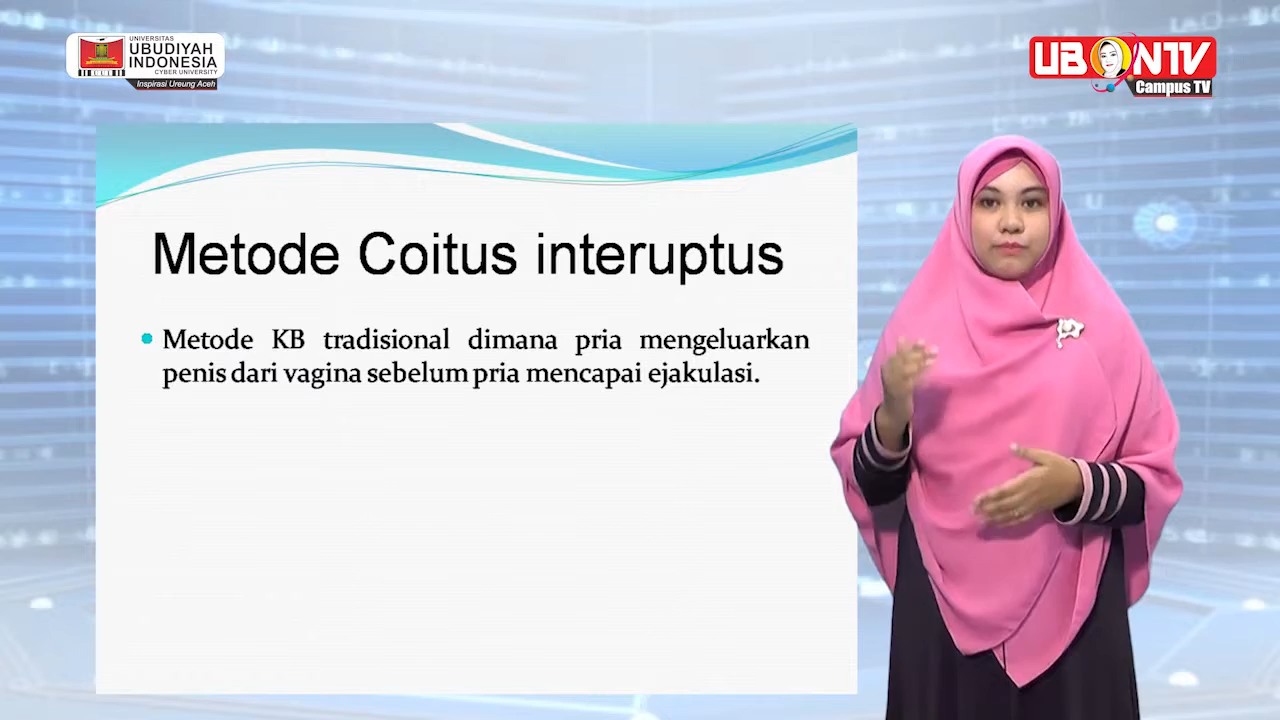 UNIVERSITAS
UBUDIYAH
INDONESIA
CYBER UNIVERSITY
Inspirasi Ureung Aceh
UBONTV
Campus TV
Metode Coitus interuptus
Metode KB tradisional dimana pria mengeluarkan
penis dari vagina sebelum pria mencapai ejakulasi.